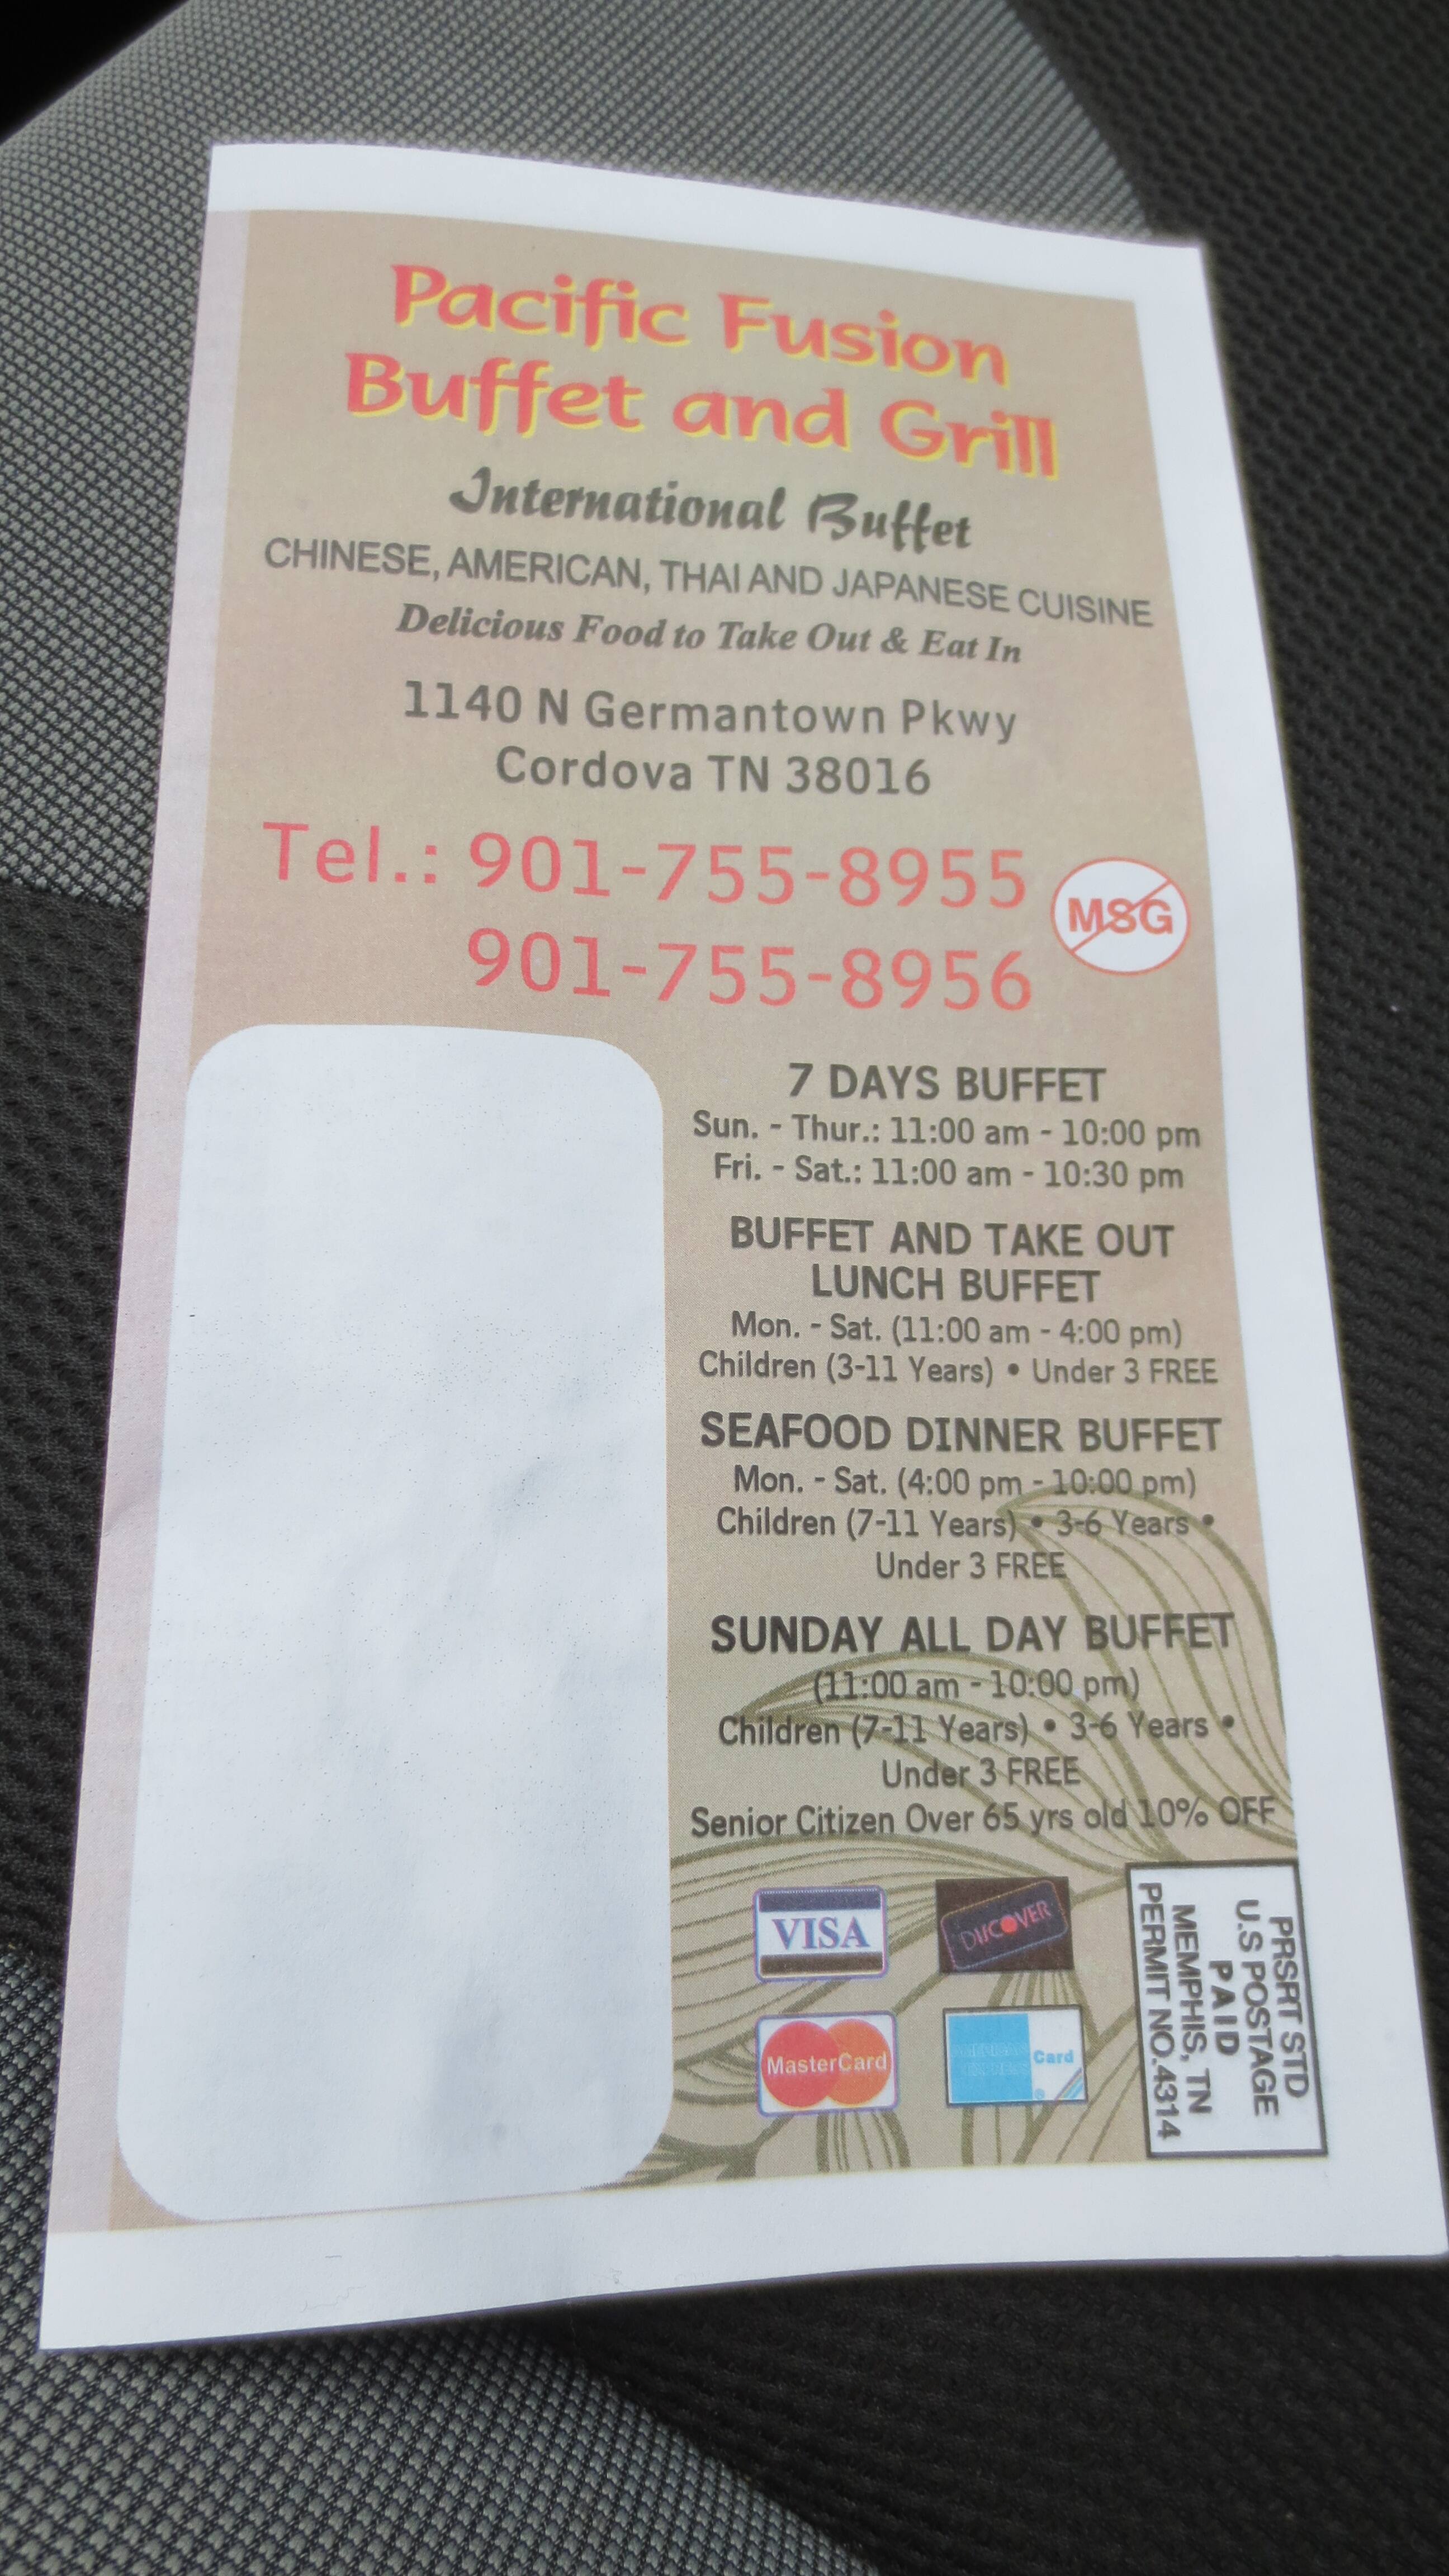 Pacific Fusion
Buffet and Grill
International Buffet
CHINESE, AMERICAN, THAI AND JAPANESE CUISINE
Delicious Food to Take Out & Eat In
1140 N Germantown Pkwy
Cordova TN 38016
Tel.: 901-755-8955
901-755-8956
MSG
7 DAYS BUFFET
Sun. - Thur.: 11:00 am - 10:00 pm
Fri. - Sat.: 11:00 am - 10:30 pm
BUFFET AND TAKE OUT
LUNCH BUFFET
Mon. - Sat. (11:00 am - 4:00 pm)
Children (3-11 Years) • Under 3 FREE
SEAFOOD DINNER BUFFET
Mon. - Sat. (4:00 pm - 10:00 pm)
Children (7-11 Years) • 3-6 Years •
Under 3 FREE
SUNDAY ALL DAY BUFFET
(11:00 am - 10:00 pm)
Children (7-11 Years) • 3-6 Years •
Under 3 FREE
Senior Citizen Over 65 yrs old 10% OFF
VISA
DISCOVER
MasterCard
Card
®
PRSRT STD
U.S POSTAGE
PAID
MEMPHIS, TN
PERMIT NO.4314